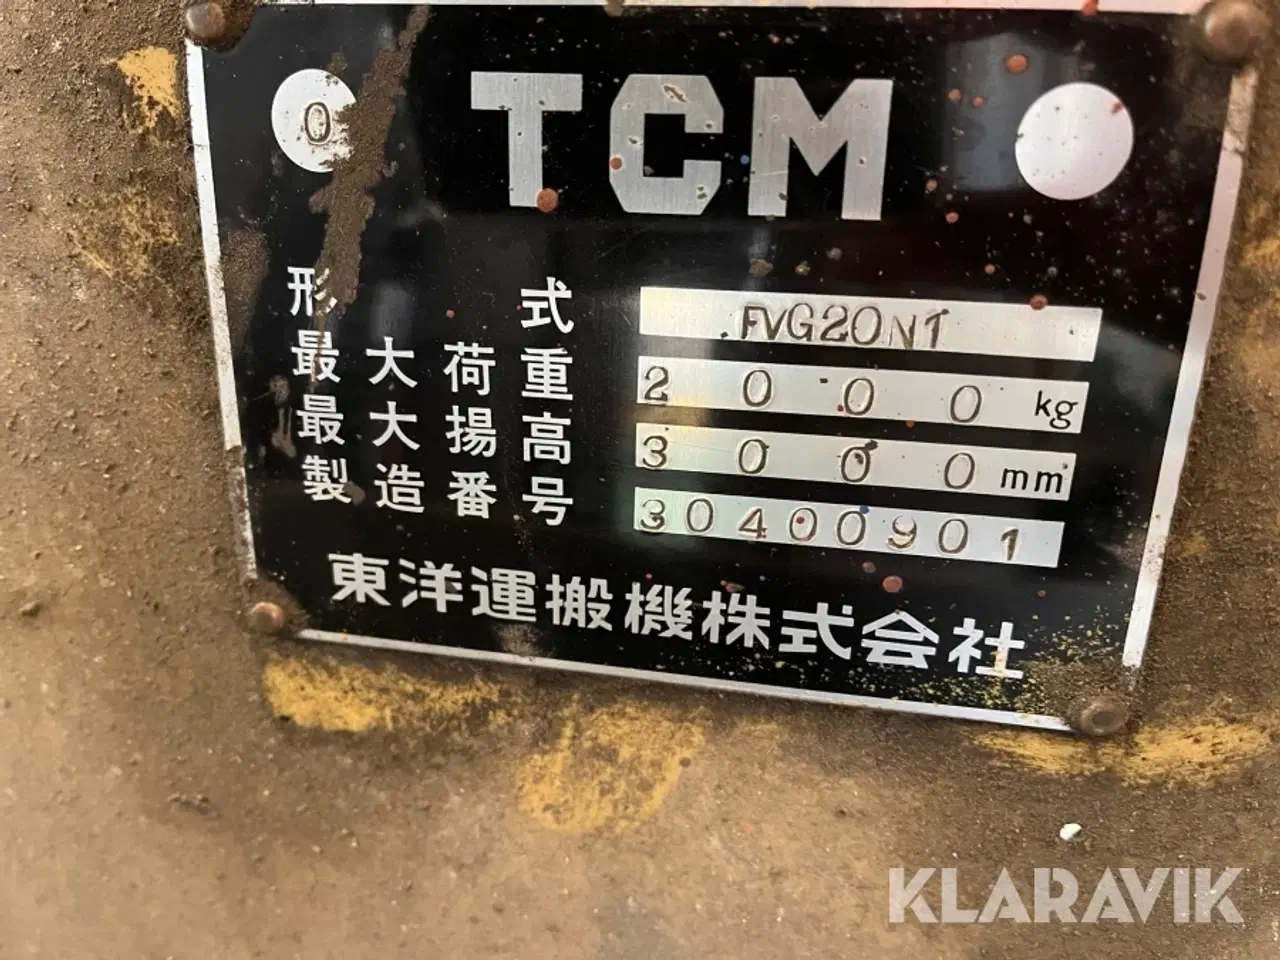 0 TCM
形式 FVG20N1
最大荷重 2000 kg
最大揚高 3000 mm
製造番号 30400901
東洋運搬機株式会社
KLARAVIK